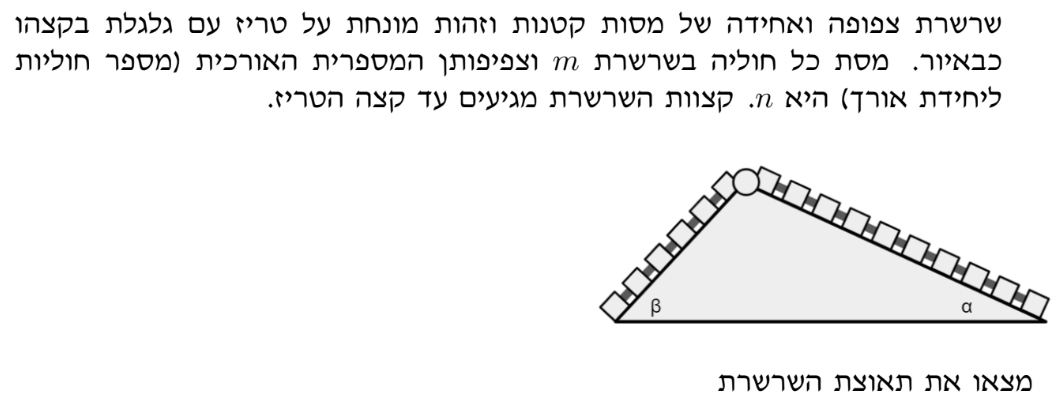 שרשרת צפופה ואחידה של מסות קטנות וזהות מונחת על טריז עם גלגלת בקצהו
כבאיור. מסת כל חוליה בשרשרת m וצפיפותן המספרית האורכית (מספר חוליות
ליחידת אורך) היא n. קצוות השרשרת מגיעים עד קצה הטריז.
β
α
מצאו את תאוצת השרשרת